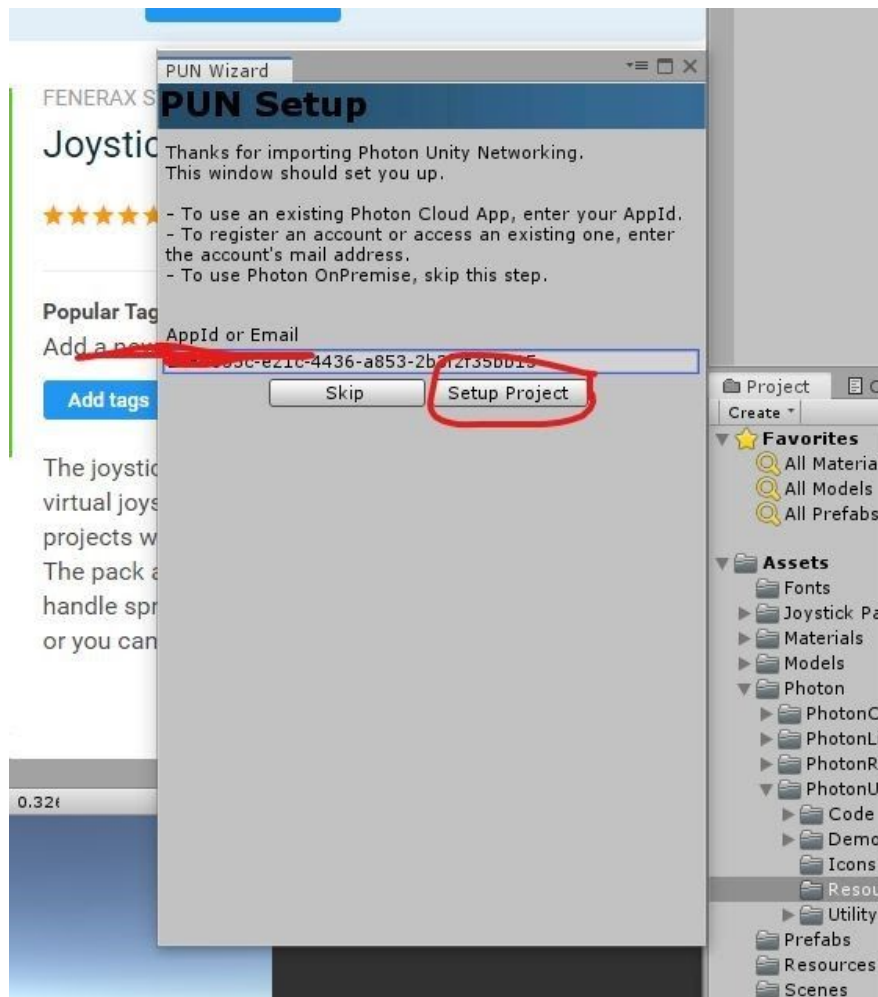 PUN Wizard
FENERAX S
PUN Setup
Joystic
Thanks for importing Photon Unity Networking.
This window should set you up.
- To use an existing Photon Cloud App, enter your AppId.
- To register an account or access an existing one, enter
the account's mail address.
- To use Photon OnPremise, skip this step.
Popular Tag
AppId or Email
Add a new
-e21c-4436-a853-
Skip
Setup Project
Add tags
Project
Create
Favorites
All Materia
All Models
All Prefabs
The joystic
virtual joys
projects w
The pack a
handle spr
or you can
Assets
Fonts
Joystick Pa
Materials
Models
Photon
PhotonC
PhotonL
PhotonR
PhotonU
Code
Demo
Icons
Resou
Utility
Prefabs
Resources
Scenes